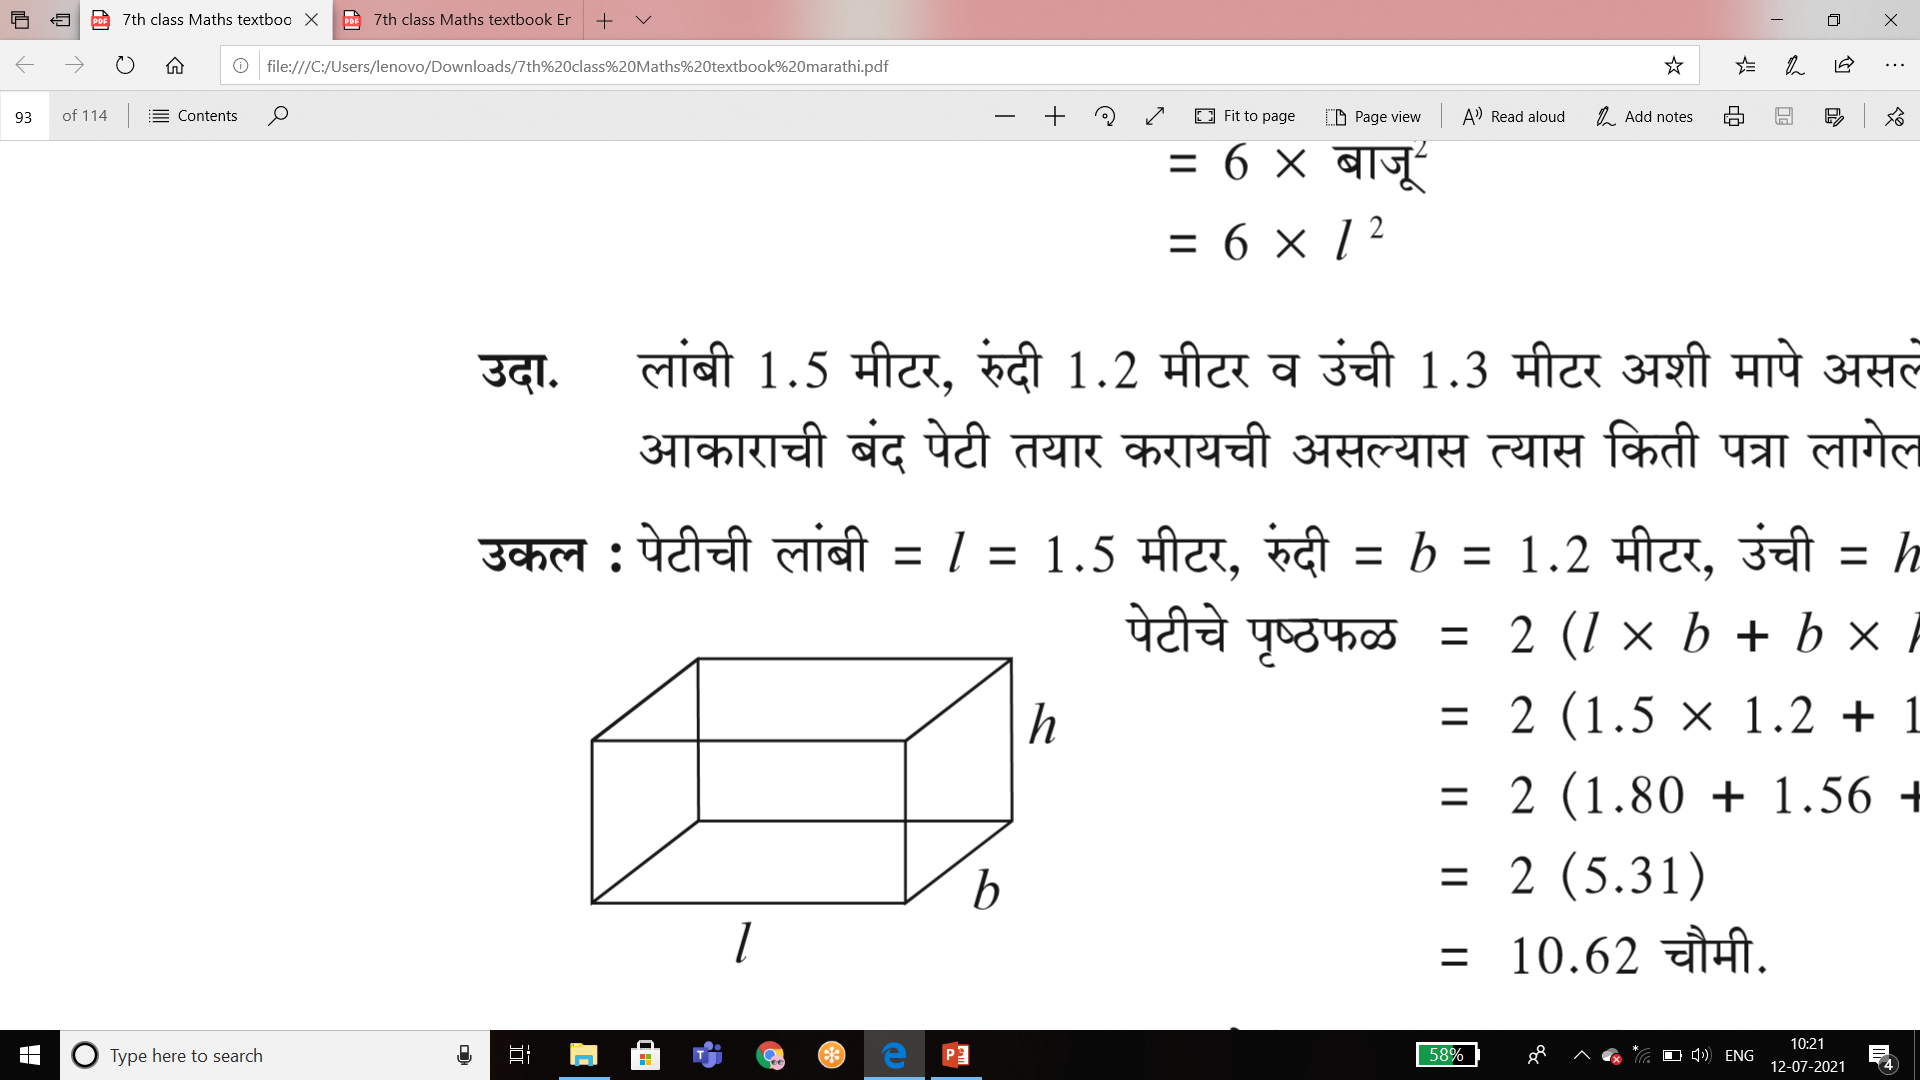 7th class Maths textboo
7th class Maths textbook Er
file:///C:/Users/lenovo/Downloads/7th%20class%20Maths%20textbook%20marathi.pdf
93 of 114 Contents Fit to page Page view Read aloud Add notes
= 6 × बाजू²
= 6 × l ²
उदा. लांबी 1.5 मीटर, रुंदी 1.2 मीटर व उंची 1.3 मीटर अशी मापे
आकाराची बंद पेटी तयार करायची असल्यास त्यास किती पत्रा लागेल
उकल : पेटीची लांबी = l = 1.5 मीटर, रुंदी = b = 1.2 मीटर, उंची = h
पेटीचे पृष्ठफळ = 2 (l × b + b × h
= 2 (1.5 × 1.2 + 1
= 2 (1.80 + 1.56 +
= 2 (5.31)
= 10.62 चौमी.
h
b
l
Type here to search
58%
ENG
10:21
12-07-2021
4